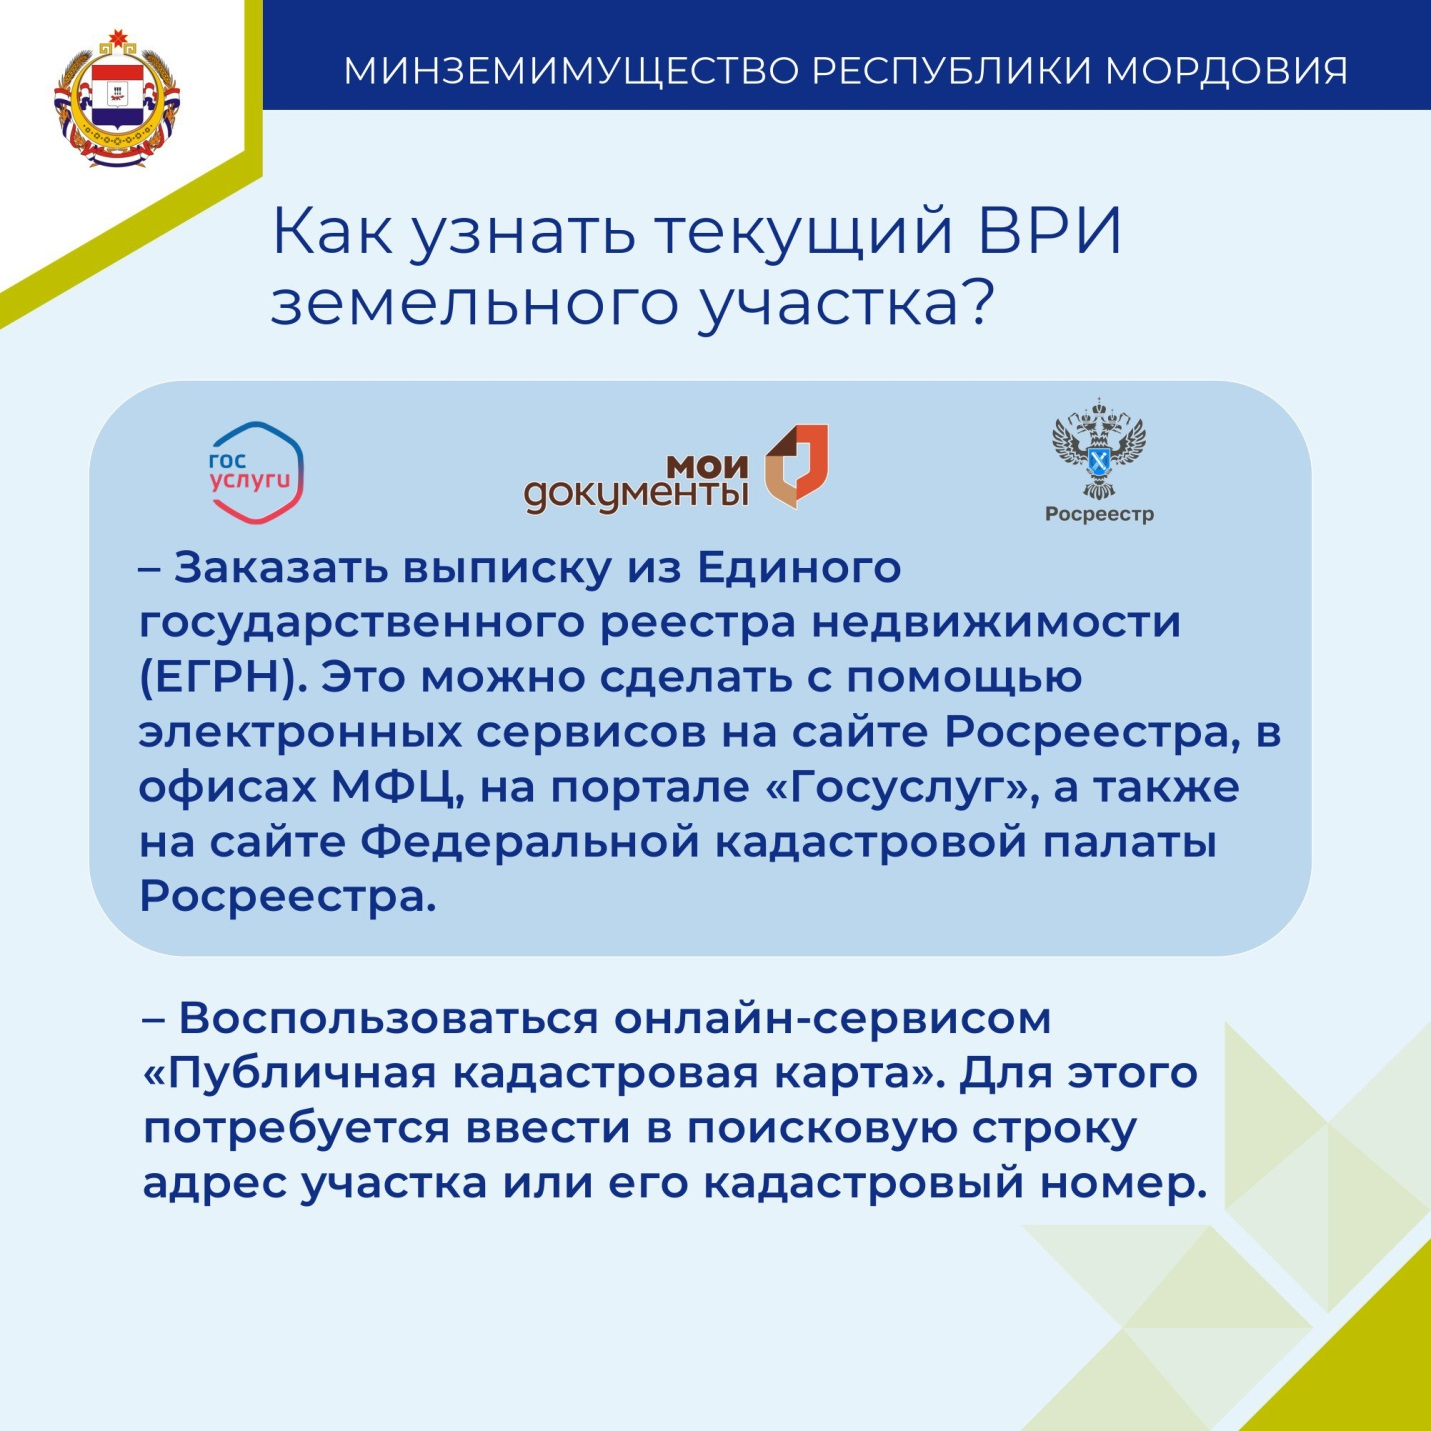 МИНЗЕМИМУЩЕСТВО РЕСПУБЛИКИ МОРДОВИЯ
Как узнать текущий ВРИ
земельного участка?
гос
услуги
мои
документы
Росреестр
– Заказать выписку из Единого
государственного реестра недвижимости
(ЕГРН). Это можно сделать с помощью
электронных сервисов на сайте Росреестра, в
офисах МФЦ, на портале «Госуслуг», а также
на сайте Федеральной кадастровой палаты
Росреестра.
– Воспользоваться онлайн-сервисом
«Публичная кадастровая карта». Для этого
потребуется ввести в поисковую строку
адрес участка или его кадастровый номер.